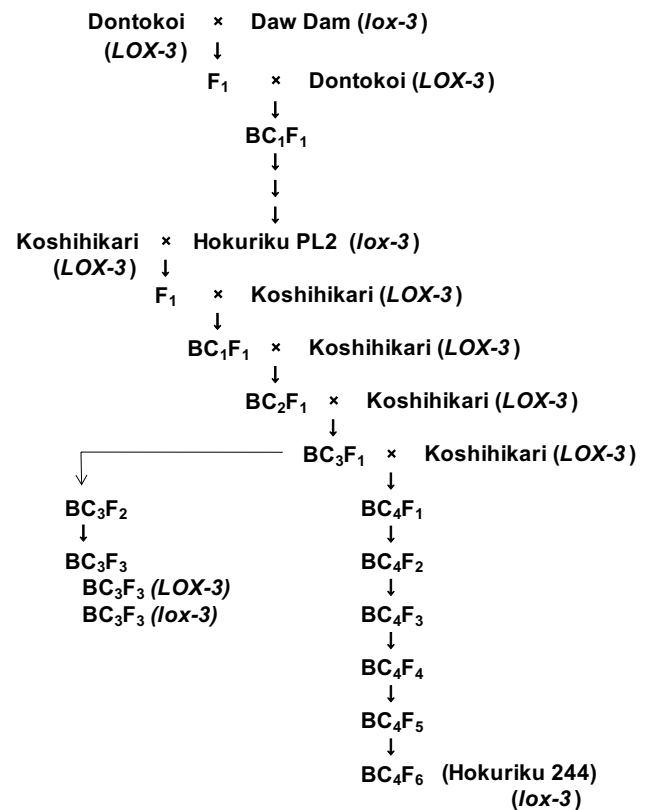 Dontokoi × Daw Dam (lox-3)
(LOX-3) ↓
F₁ × Dontokoi (LOX-3)
↓
BC₁F₁
↓
↓
↓
Koshihikari × Hokuriku PL2 (lox-3)
(LOX-3) ↓
F₁ × Koshihikari (LOX-3)
↓
BC₁F₁ × Koshihikari (LOX-3)
↓
BC₂F₁ × Koshihikari (LOX-3)
↓
BC₃F₁ × Koshihikari (LOX-3)
↓
BC₃F₂ BC₄F₁
↓ ↓
BC₃F₃ BC₄F₂
BC₃F₃ (LOX-3) ↓
BC₃F₃ (lox-3) BC₄F₃
↓
BC₄F₄
↓
BC₄F₅
↓
BC₄F₆ (Hokuriku 244)
(lox-3)